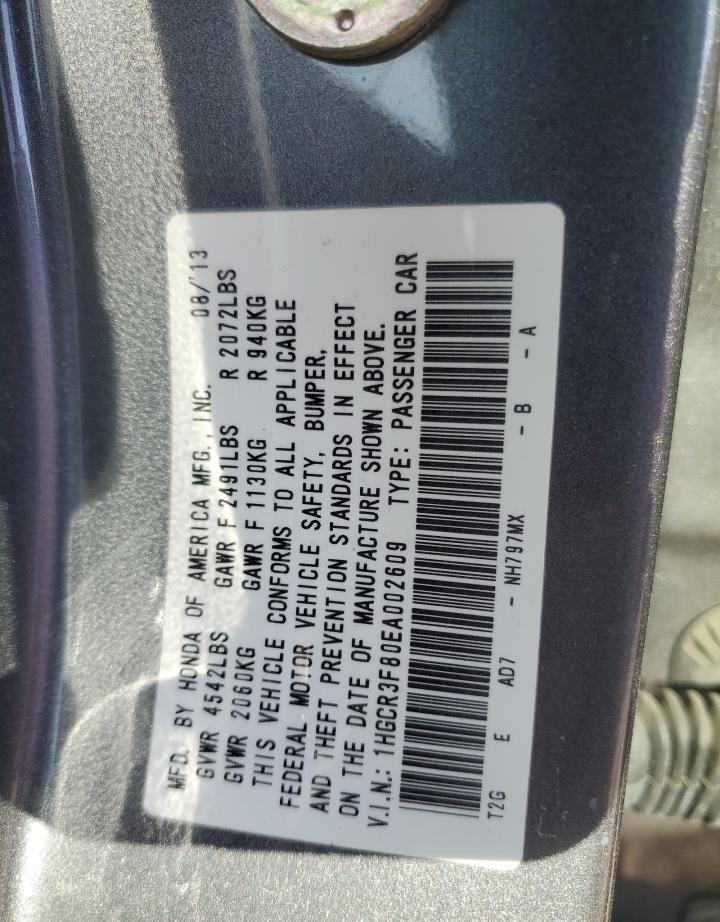 MFD. BY HONDA OF AMERICA MFG., INC. 08/'13
GVWR 4542LBS GAWR F 2491LBS R 2072LBS
GVWR 2060KG GAWR F 1130KG R 940KG
THIS VEHICLE CONFORMS TO ALL APPLICABLE
FEDERAL MOTOR VEHICLE SAFETY, BUMPER,
AND THEFT PREVENTION STANDARDS IN EFFECT
ON THE DATE OF MANUFACTURE SHOWN ABOVE.
V.I.N.: 1HGCR3F80EA002609 TYPE: PASSENGER CAR
T2G E AD7 - NH797MX - B - A